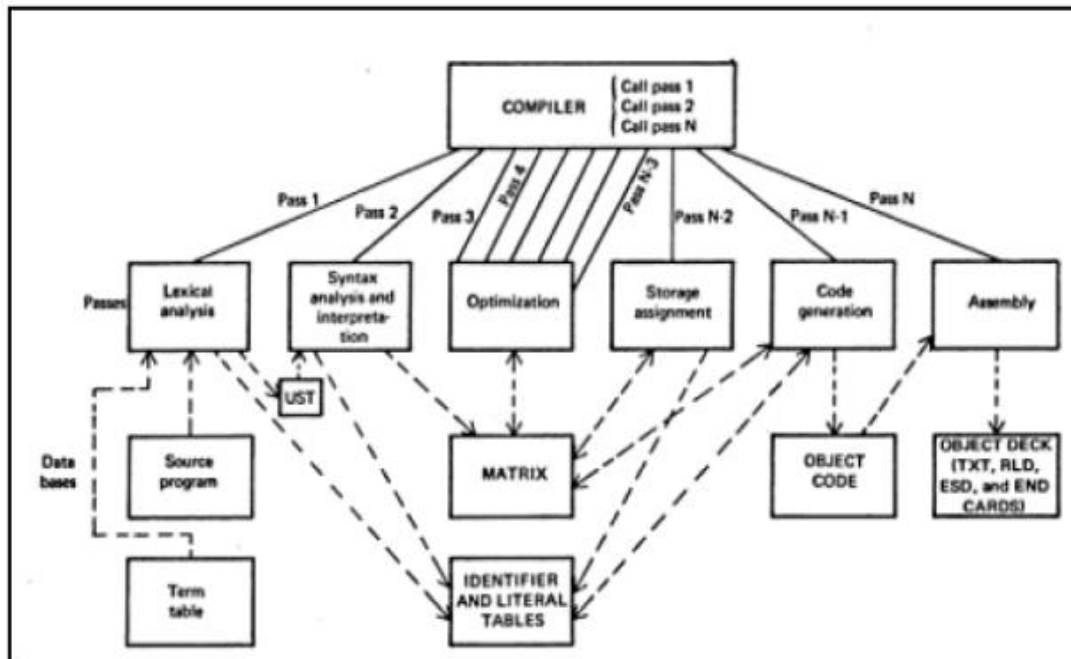 COMPILER
Call pass 1
Call pass 2
Call pass N
Pass 1
Pass 2
Pass 3
Pass 4
Pass N-3
Pass N-2
Pass N-1
Pass N
Passes
Lexical
analysis
Syntax
analysis and
interpreta-
tion
Optimization
Storage
assignment
Code
generation
Assembly
UST
Data
bases
Source
program
MATRIX
OBJECT
CODE
OBJECT DECK
(TXT, RLD,
ESD, and END
CARDS)
Term
table
IDENTIFIER
AND LITERAL
TABLES